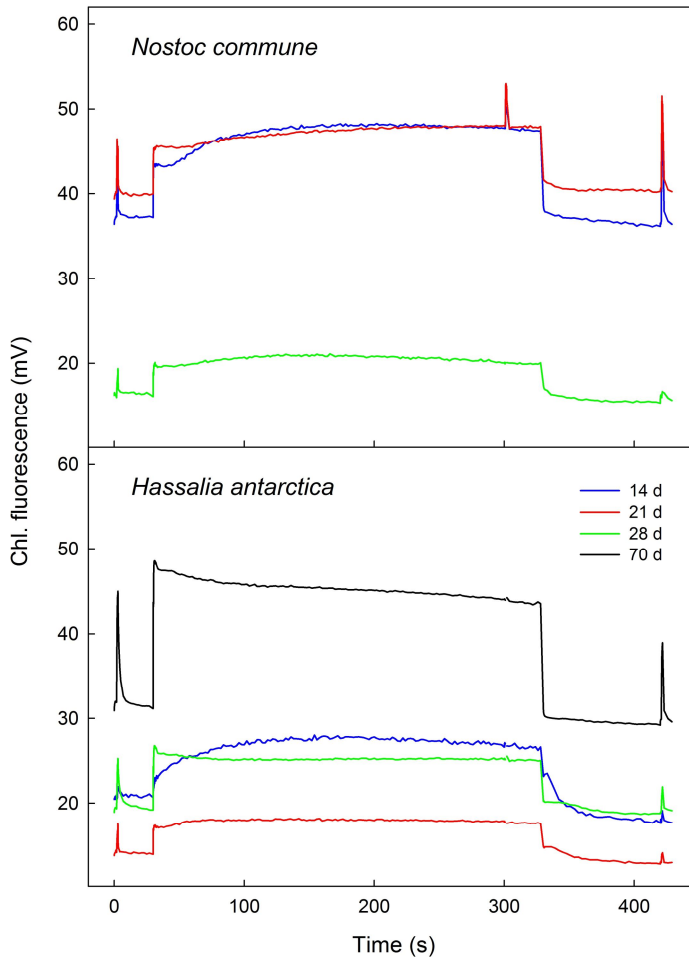 60
Nostoc commune
50
40
30
20
Chl. fluorescence (mV)
60
Hassalia antarctica
14 d
21 d
28 d
70 d
50
40
30
20
0 100 200 300 400
Time (s)